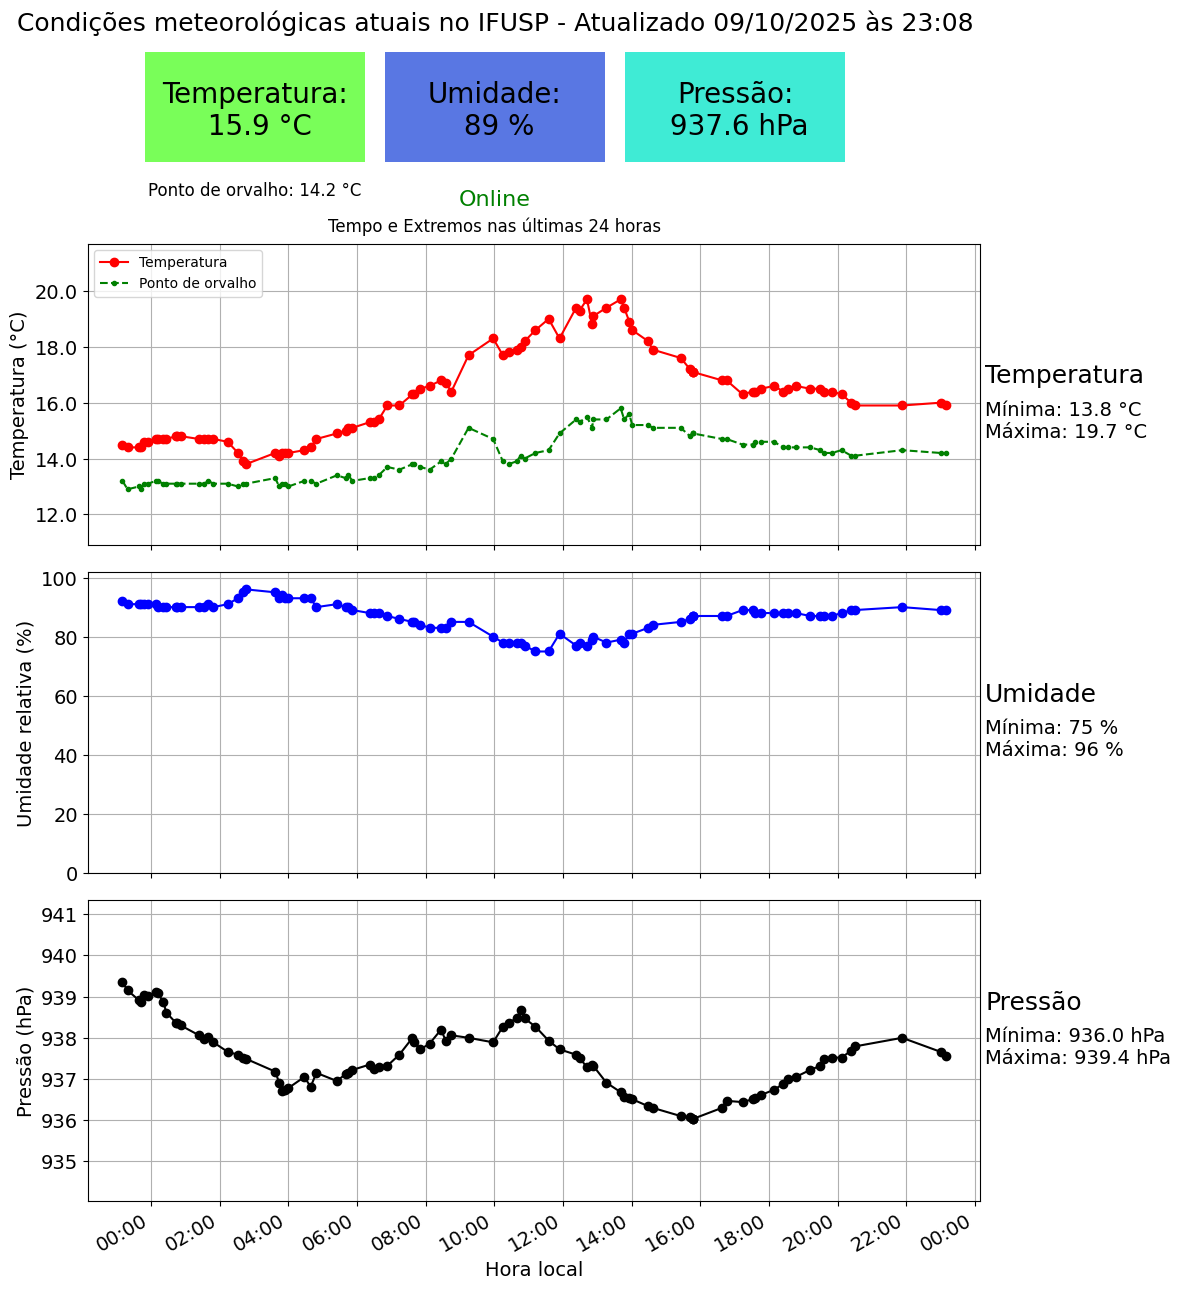 Condições meteorológicas atuais no IFUSP - Atualizado 09/10/2025 às 23:08
Temperatura:
15.9 °C
Umidade:
89 %
Pressão:
937.6 hPa
Ponto de orvalho: 14.2 °C
Online
Tempo e Extremos nas últimas 24 horas
Temperatura
Ponto de orvalho
Temperatura (°C)
20.0
18.0
16.0
14.0
12.0
Temperatura
Mínima: 13.8 °C
Máxima: 19.7 °C
Umidade relativa (%)
100
80
60
40
20
0
Umidade
Mínima: 75 %
Máxima: 96 %
Pressão (hPa)
941
940
939
938
937
936
935
Pressão
Mínima: 936.0 hPa
Máxima: 939.4 hPa
00:00 02:00 04:00 06:00 08:00 10:00 12:00 14:00 16:00 18:00 20:00 22:00 00:00
Hora local